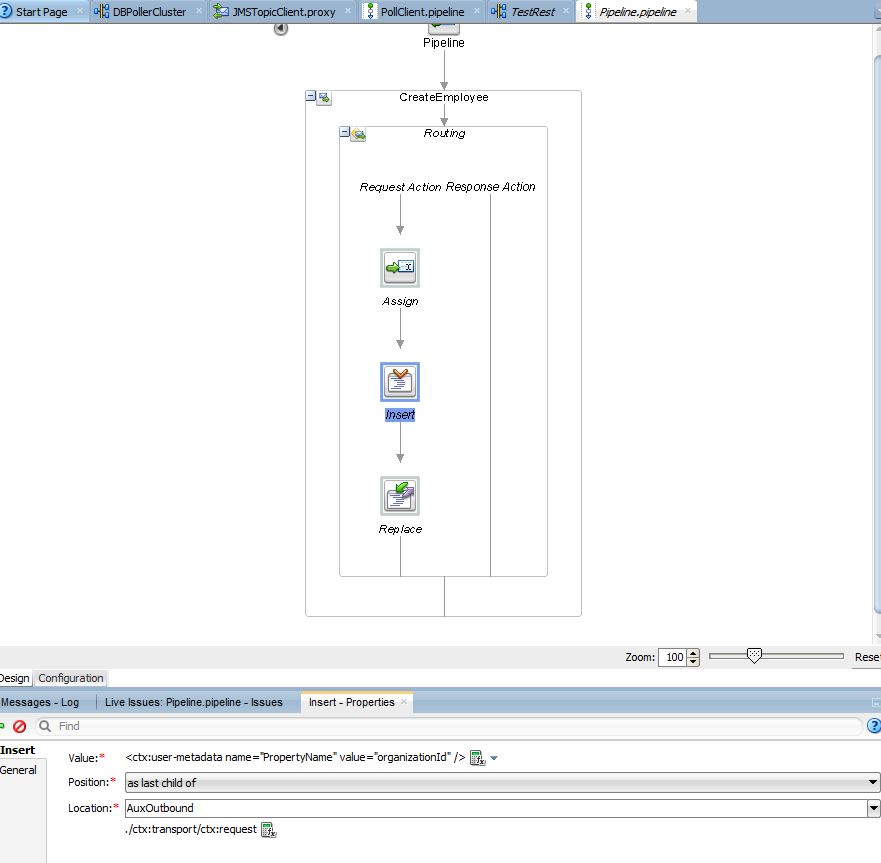 Start Page DBPollerCluster JMSTopicClient.proxy PollClient.pipeline TestRest Pipeline.pipeline
Pipeline
CreateEmployee
Routing
Request Action Response Action
Assign
Insert
Replace
Zoom: 100 Reset
Design Configuration
Messages - Log Live Issues: Pipeline.pipeline - Issues Insert - Properties
Find
Insert
General
Value:* <ctx:user-metadata name="PropertyName" value="organizationId" />
Position:* as last child of
Location:* AuxOutbound
./ctx:transport/ctx:request